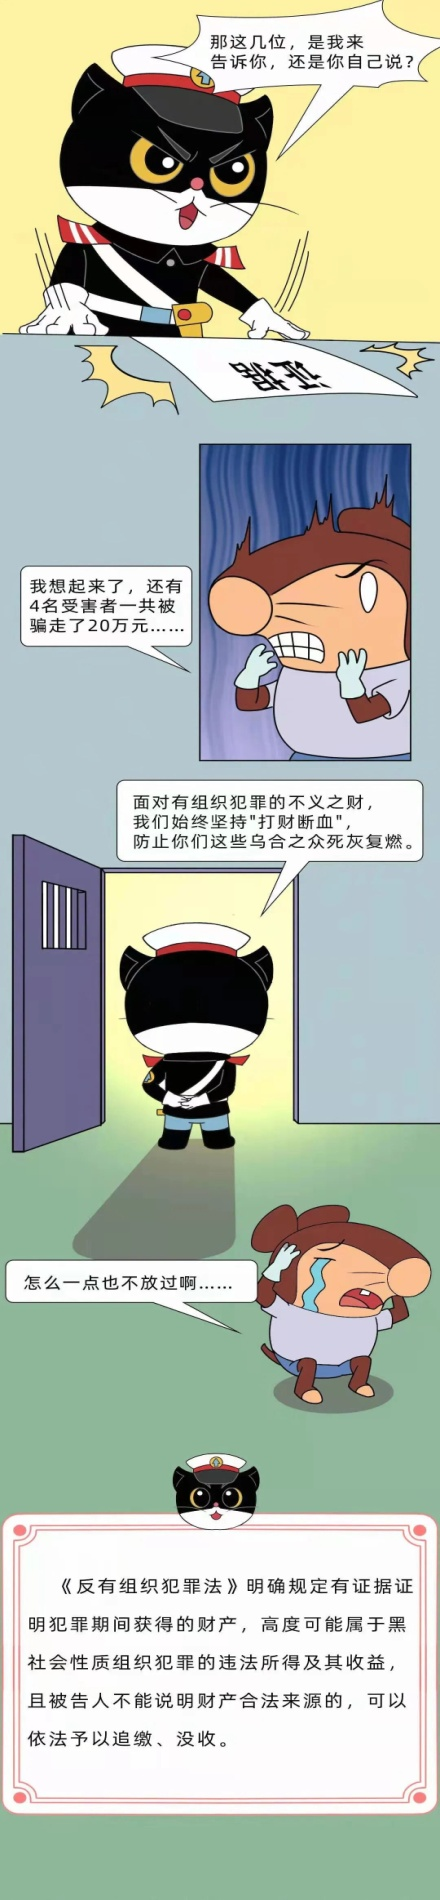 那这几位，是我来
告诉你，还是你自己说？
证据
我想起来了，还有
4名受害者一共被
骗走了20万元……
面对有组织犯罪的不义之财，
我们始终坚持"打财断血"，
防止你们这些乌合之众死灰复燃。
怎么一点也不放过啊……
《反有组织犯罪法》明确规定有证据证
明犯罪期间获得的财产，高度可能属于黑
社会性质组织犯罪的违法所得及其收益，
且被告人不能说明财产合法来源的，可以
依法予以追缴、没收。